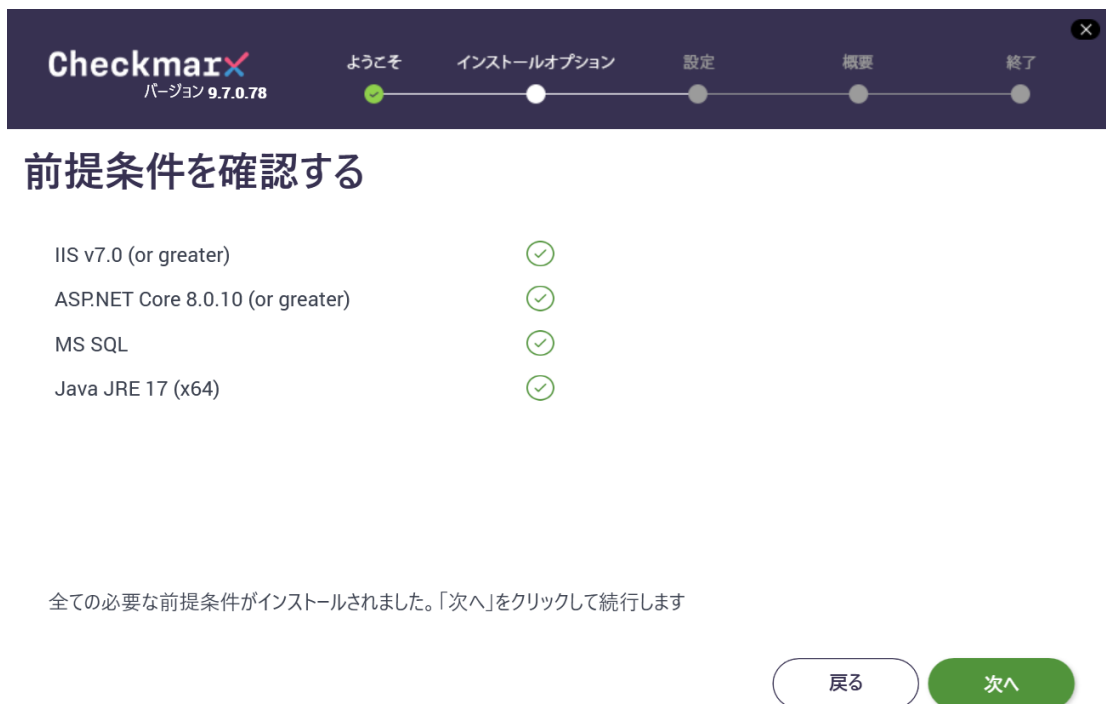 Checkmarx
バージョン 9.7.0.78
ようこそ インストールオプション 設定 概要 終了
前提条件を確認する
IIS v7.0 (or greater)
ASP.NET Core 8.0.10 (or greater)
MS SQL
Java JRE 17 (x64)
全ての必要な前提条件がインストールされました。「次へ」をクリックして続行します
戻る 次へ